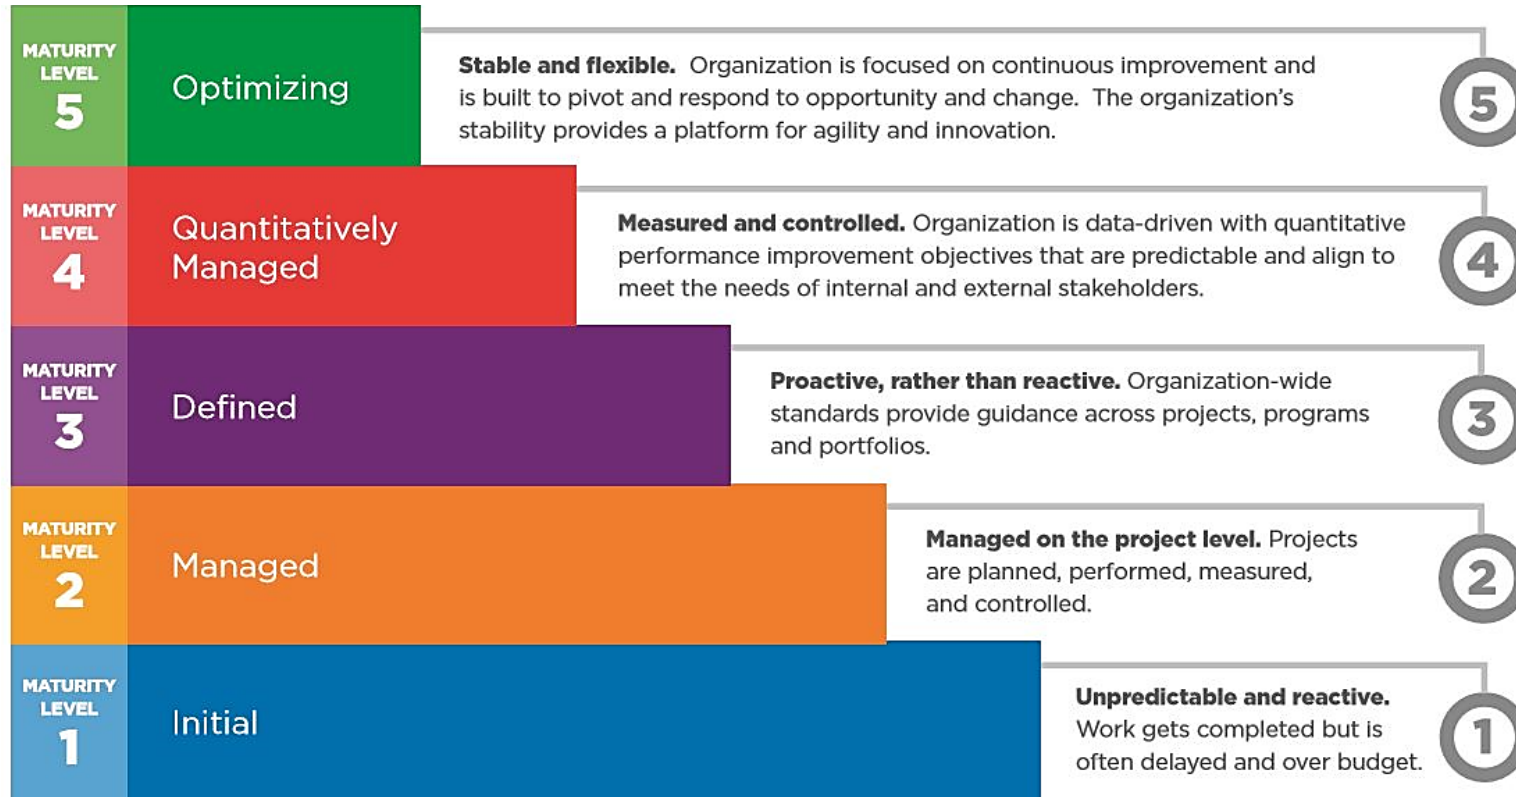 MATURITY
LEVEL
5
Optimizing
Stable and flexible. Organization is focused on continuous improvement and
is built to pivot and respond to opportunity and change. The organization's
stability provides a platform for agility and innovation.
5
MATURITY
LEVEL
4
Quantitatively
Managed
Measured and controlled. Organization is data-driven with quantitative
performance improvement objectives that are predictable and align to
meet the needs of internal and external stakeholders.
4
MATURITY
LEVEL
3
Defined
Proactive, rather than reactive. Organization-wide
standards provide guidance across projects, programs
and portfolios.
3
MATURITY
LEVEL
2
Managed
Managed on the project level. Projects
are planned, performed, measured,
and controlled.
2
MATURITY
LEVEL
1
Initial
Unpredictable and reactive.
Work gets completed but is
often delayed and over budget.
1